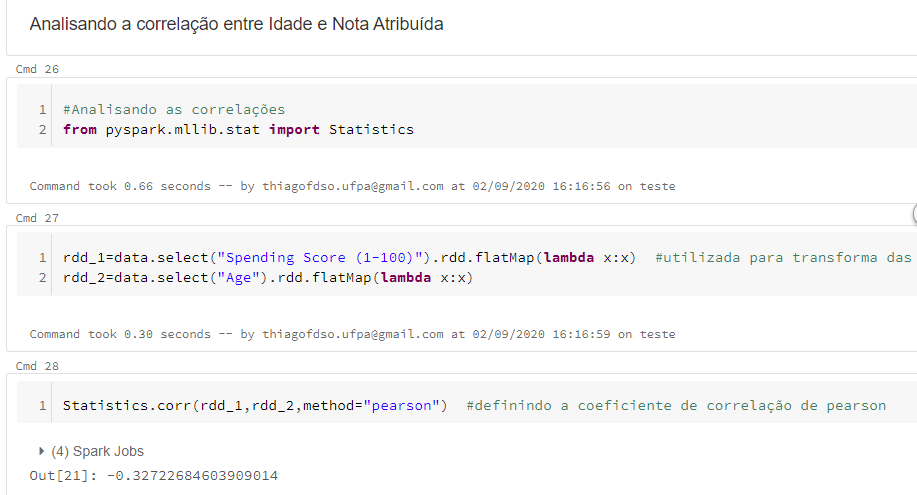 Analisando a correlação entre Idade e Nota Atribuída
Cmd 26
1 #Analisando as correlações
2 from pyspark.mllib.stat import Statistics
Command took 0.66 seconds -- by thiagofdso.ufpa@gmail.com at 02/09/2020 16:16:56 on teste
Cmd 27
1 rdd_1=data.select("Spending Score (1-100)").rdd.flatMap(lambda x:x)  #utilizada para transforma das
2 rdd_2=data.select("Age").rdd.flatMap(lambda x:x)
Command took 0.30 seconds -- by thiagofdso.ufpa@gmail.com at 02/09/2020 16:16:59 on teste
Cmd 28
1 Statistics.corr(rdd_1,rdd_2,method="pearson")  #definindo a coeficiente de correlação de pearson
(4) Spark Jobs
Out[21]: -0.32722684603909014